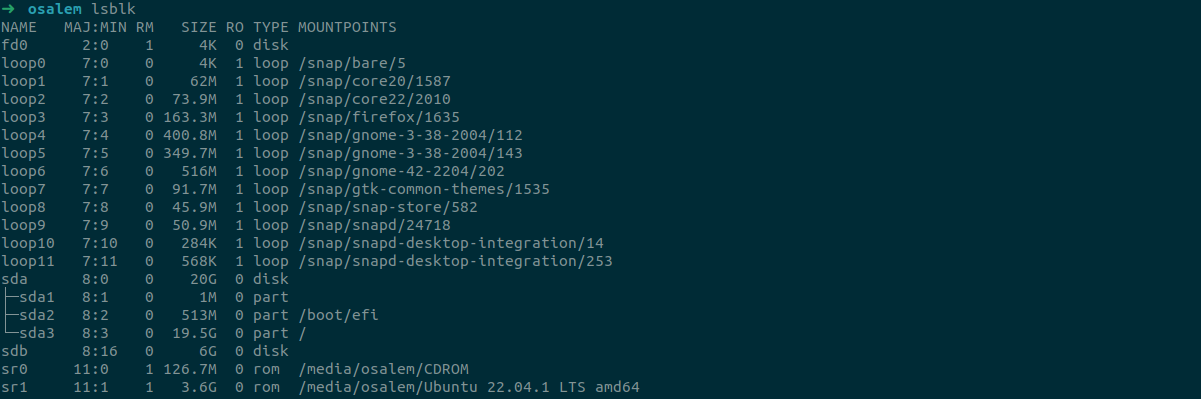 ➜ osalem lsblk
NAME   MAJ:MIN RM   SIZE RO TYPE MOUNTPOINTS
fd0      2:0    1     4K  0 disk
loop0    7:0    0     4K  1 loop /snap/bare/5
loop1    7:1    0    62M  1 loop /snap/core20/1587
loop2    7:2    0  73.9M  1 loop /snap/core22/2010
loop3    7:3    0 163.3M  1 loop /snap/firefox/1635
loop4    7:4    0 400.8M  1 loop /snap/gnome-3-38-2004/112
loop5    7:5    0 349.7M  1 loop /snap/gnome-3-38-2004/143
loop6    7:6    0   516M  1 loop /snap/gnome-42-2204/202
loop7    7:7    0  91.7M  1 loop /snap/gtk-common-themes/1535
loop8    7:8    0  45.9M  1 loop /snap/snap-store/582
loop9    7:9    0  50.9M  1 loop /snap/snapd/24718
loop10   7:10   0   284K  1 loop /snap/snapd-desktop-integration/14
loop11   7:11   0   568K  1 loop /snap/snapd-desktop-integration/253
sda      8:0    0    20G  0 disk
├─sda1   8:1    0     1M  0 part
├─sda2   8:2    0   513M  0 part /boot/efi
└─sda3   8:3    0  19.5G  0 part /
sdb      8:16   0     6G  0 disk
sr0     11:0    1 126.7M  0 rom  /media/osalem/CDROM
sr1     11:1    1   3.6G  0 rom  /media/osalem/Ubuntu 22.04.1 LTS amd64